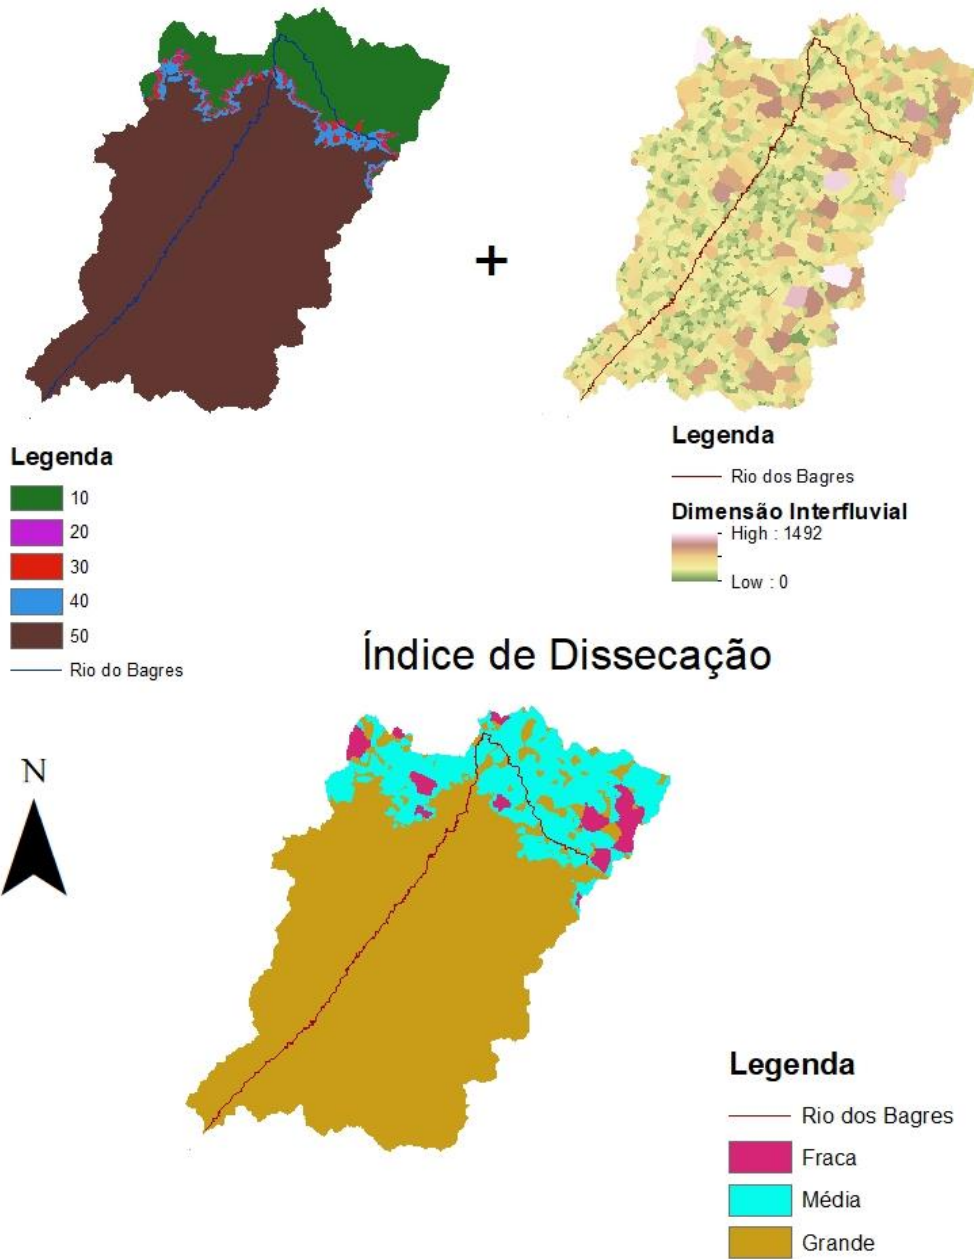 +
Legenda
10
20
30
40
50
Rio do Bagres
Legenda
Rio dos Bagres
Dimensão Interfluvial
High : 1492
Low : 0
Índice de Dissecação
N
Legenda
Rio dos Bagres
Fraca
Média
Grande